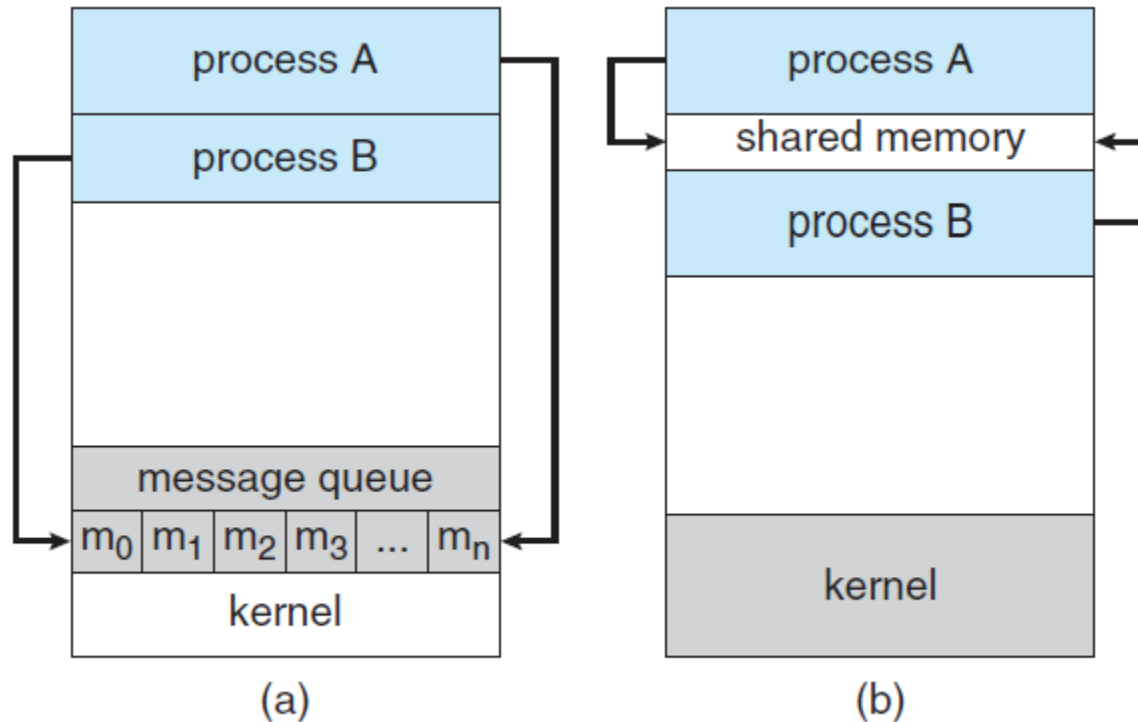 process A
process B
message queue
m₀ m₁ m₂ m₃ ... mₙ
kernel
(a)
process A
shared memory
process B
kernel
(b)